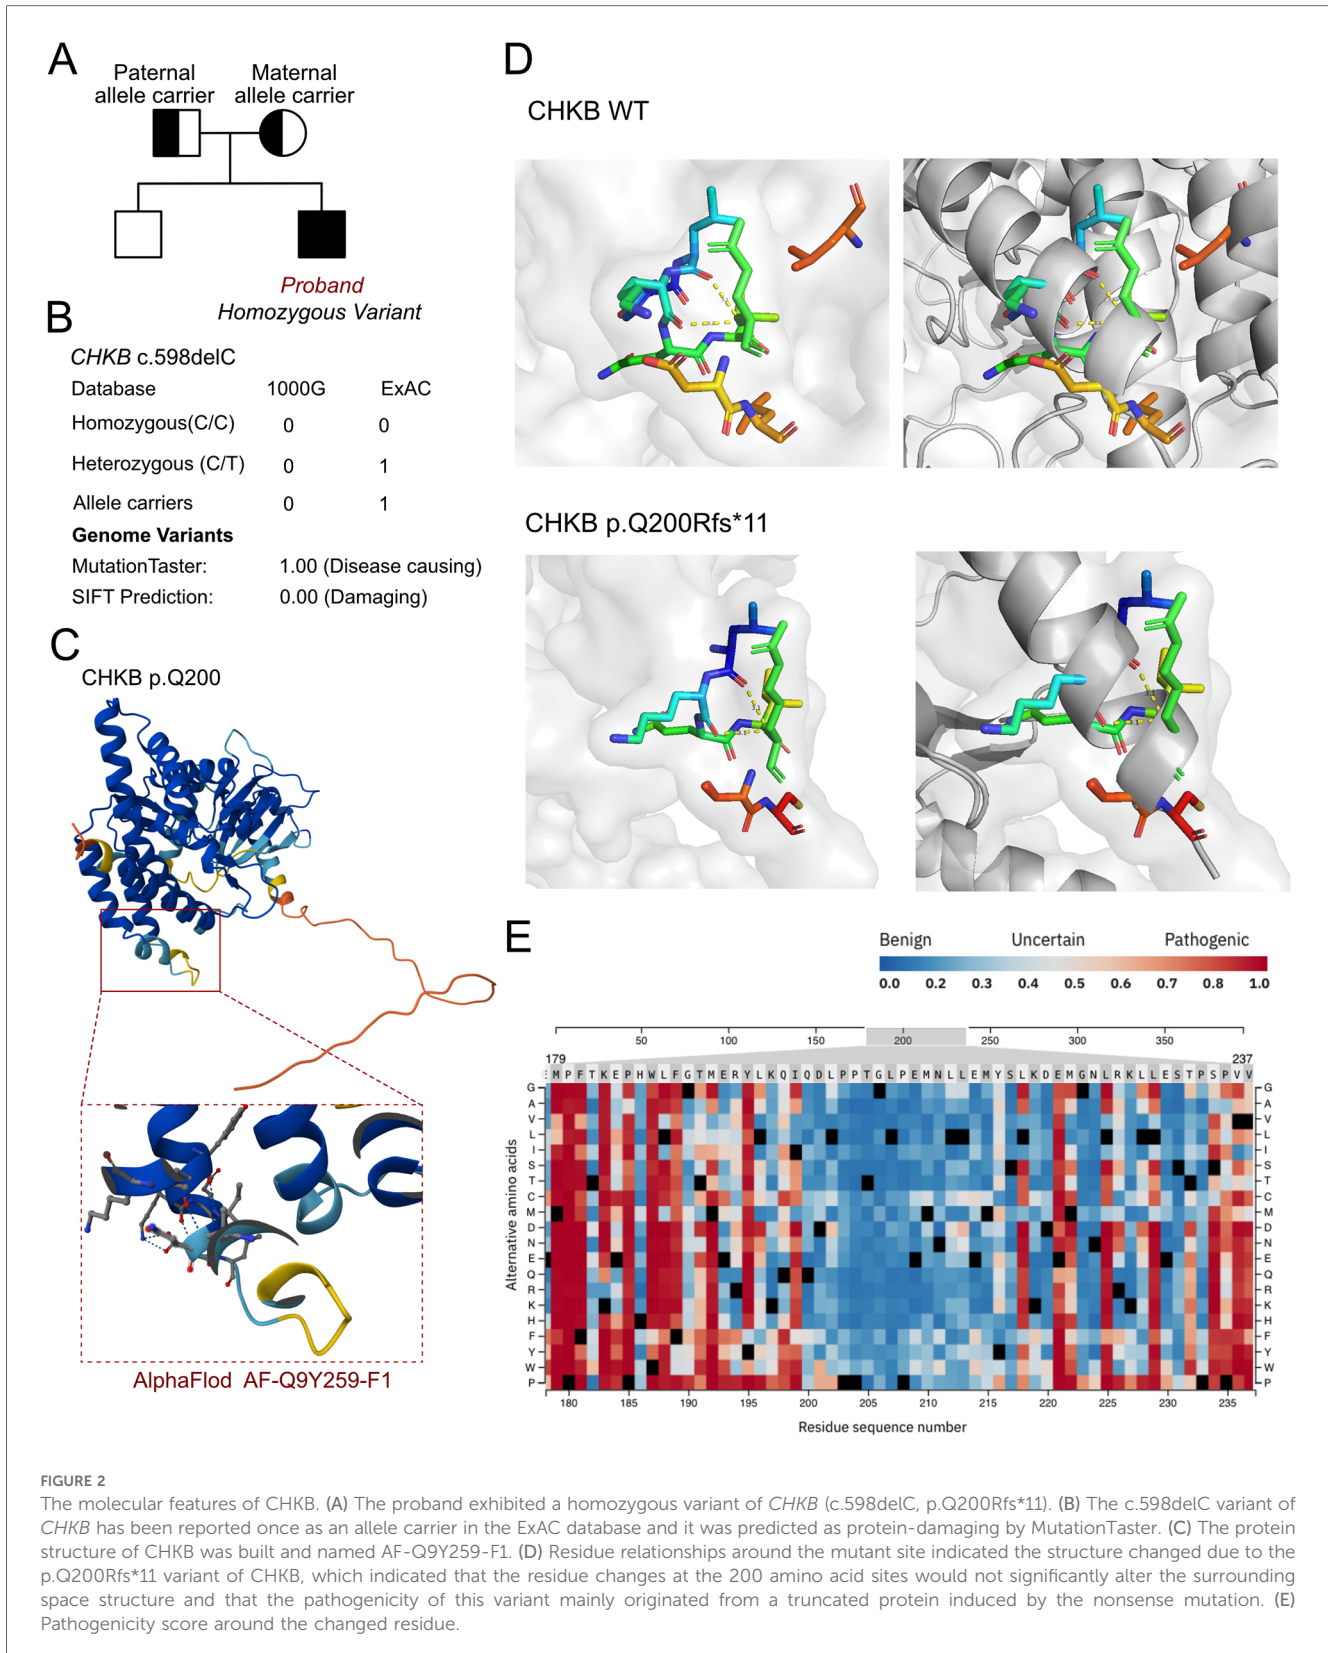 A
Paternal
allele carrier
Maternal
allele carrier
Proband
Homozygous Variant
B
CHKB c.598delC
Database 1000G ExAC
Homozygous(C/C) 0 0
Heterozygous (C/T) 0 1
Allele carriers 0 1
Genome Variants
MutationTaster: 1.00 (Disease causing)
SIFT Prediction: 0.00 (Damaging)
C
CHKB p.Q200
AlphaFlod AF-Q9Y259-F1
D
CHKB WT
CHKB p.Q200Rfs*11
E
Benign Uncertain Pathogenic
0.0 0.2 0.3 0.4 0.5 0.6 0.7 0.8 1.0
50 100 150 200 250 300 350
179 237
E M P F T K E P H W L F G T M E R Y L K Q I Q D L P P T G L P E M N L L E M Y S L K D E M G N L R K L L E S T P S P V V
Alternative amino acids
G G
A A
V V
L L
I I
S S
T T
C C
M M
D D
N N
E E
Q Q
R R
K K
H H
F F
Y Y
W W
P P
180 185 190 195 200 205 210 215 220 225 230 235
Residue sequence number
FIGURE 2
The molecular features of CHKB. (A) The proband exhibited a homozygous variant of CHKB (c.598delC, p.Q200Rfs*11). (B) The c.598delC variant of
CHKB has been reported once as an allele carrier in the ExAC database and it was predicted as protein-damaging by MutationTaster. (C) The protein
structure of CHKB was built and named AF-Q9Y259-F1. (D) Residue relationships around the mutant site indicated the structure changed due to the
p.Q200Rfs*11 variant of CHKB, which indicated that the residue changes at the 200 amino acid sites would not significantly alter the surrounding
space structure and that the pathogenicity of this variant mainly originated from a truncated protein induced by the nonsense mutation. (E)
Pathogenicity score around the changed residue.